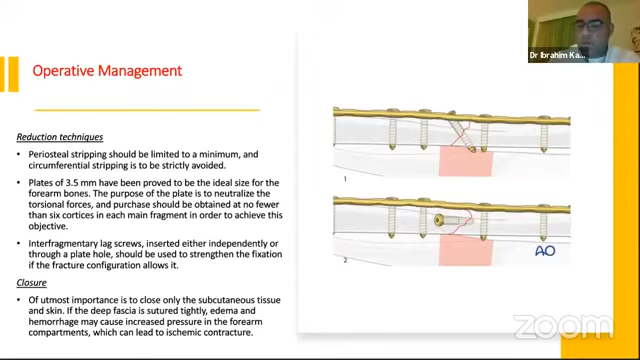 Dr Ibrahim Ka...
Operative Management
Reduction techniques
• Periosteal stripping should be limited to a minimum, and
circumferential stripping is to be strictly avoided.
• Plates of 3.5 mm have been proved to be the ideal size for the
forearm bones. The purpose of the plate is to neutralize the
torsional forces, and purchase should be obtained at no fewer
than six cortices in each main fragment in order to achieve this
objective.
• Interfragmentary lag screws, inserted either independently or
through a plate hole, should be used to strengthen the fixation
if the fracture configuration allows it.
Closure
• Of utmost importance is to close only the subcutaneous tissue
and skin. If the deep fascia is sutured tightly, edema and
hemorrhage may cause increased pressure in the forearm
compartments, which can lead to ischemic contracture.
1
2
AO
zoom